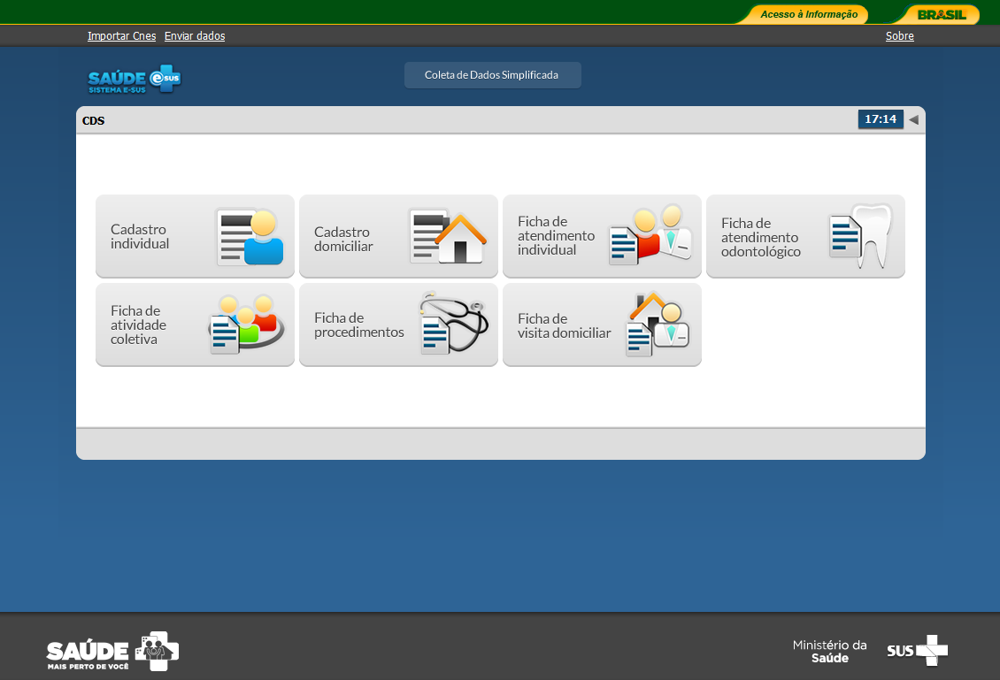 Acesso à Informação
BRASIL
Importar Cnes
Enviar dados
Sobre
SAÚDE e SUS
SISTEMA E-SUS
Coleta de Dados Simplificada
CDS
17:14
Cadastro
individual
Cadastro
domiciliar
Ficha de
atendimento
individual
Ficha de
atendimento
odontológico
Ficha de
atividade
coletiva
Ficha de
procedimentos
Ficha de
visita domiciliar
SAÚDE
MAIS PERTO DE VOCÊ
Ministério da
Saúde
SUS